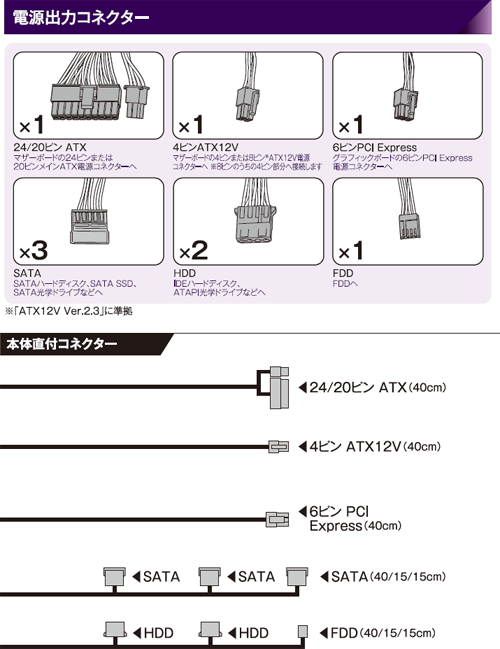 電源出力コネクター
×1
24/20ピン ATX
マザーボードの24ピンまたは
20ピンメインATX電源コネクターへ
×1
4ピンATX12V
マザーボードの4ピンまたは8ピン*ATX12V電源
コネクターへ ※8ピンのうちの4ピン部分へ接続します
×1
6ピンPCI Express
グラフィックボードの6ピンPCI Express
電源コネクターへ
×3
SATA
SATAハードディスク、SATA SSD、
SATA光学ドライブなどへ
×2
HDD
IDEハードディスク、
ATAPI光学ドライブなどへ
×1
FDD
FDDへ
※「ATX12V Ver.2.3」に準拠
本体直付コネクター
◀24/20ピン ATX（40cm）
◀4ピン ATX12V（40cm）
◀6ピン PCI
Express（40cm）
◀SATA ◀SATA ◀SATA（40/15/15cm）
◀HDD ◀HDD ◀FDD（40/15/15cm）